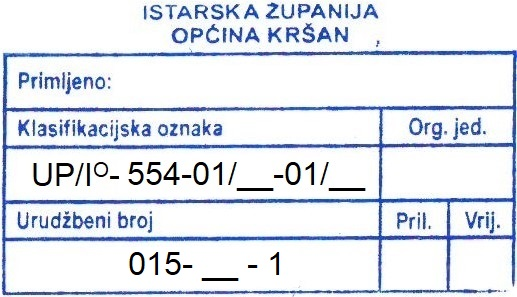 ISTARSKA ŽUPANIJA
OPĆINA KRŠAN
Primljeno:
Klasifikacijska oznaka Org. jed.
UP/Iᴼ- 554-01/__-01/__
Urudžbeni broj Pril. Vrij.
015- __ - 1